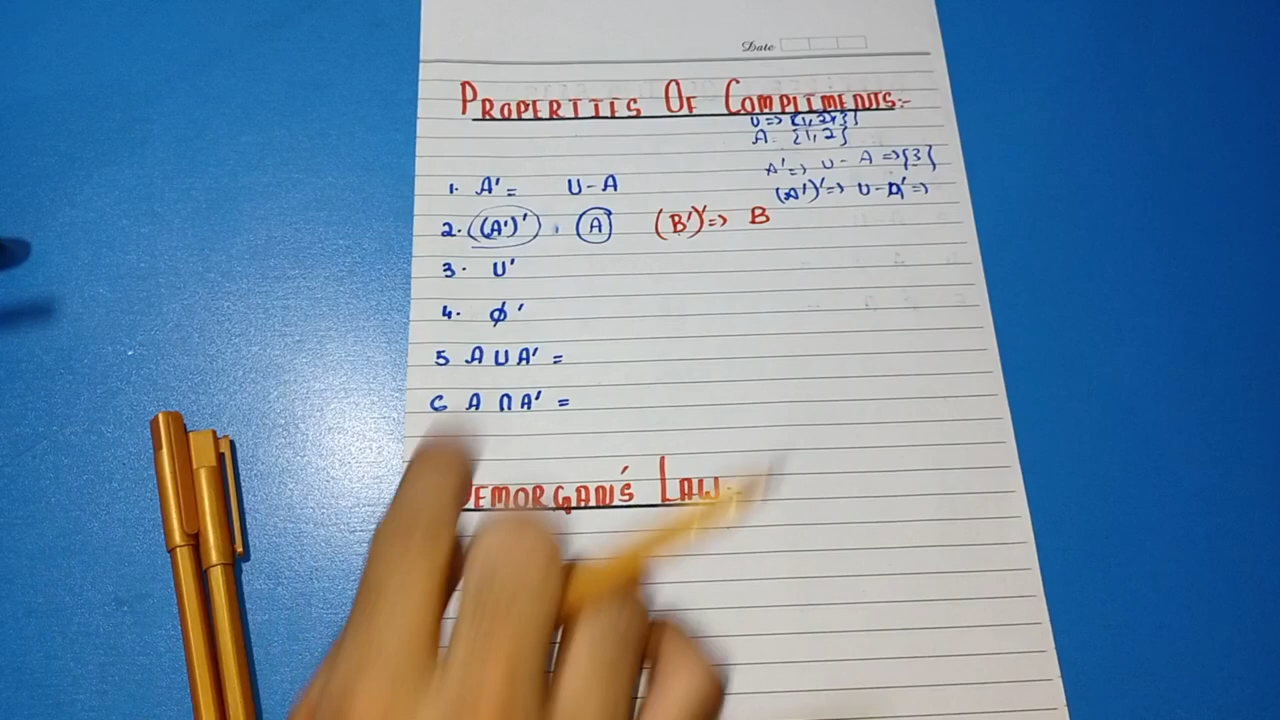 Date
PROPERTIES OF COMPLIMENTS:-
U => {1,2,3}
A = {1,2}
A' => U - A => {3}
(A')' => U - A' =>
1. A' = U - A
2. (A')' = A (B')' => B
3. U'
4. φ'
5 A U A' =
6 A ∩ A' =
DEMORGAN'S LAW:-